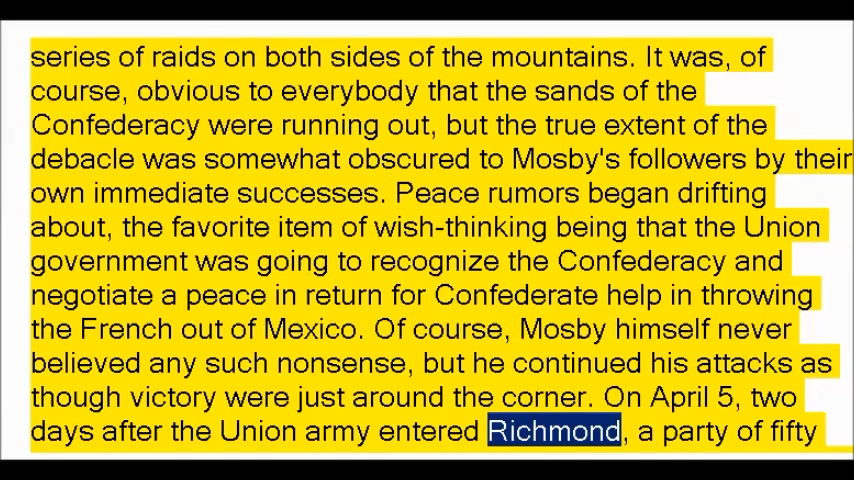 series of raids on both sides of the mountains. It was, of
course, obvious to everybody that the sands of the
Confederacy were running out, but the true extent of the
debacle was somewhat obscured to Mosby's followers by their
own immediate successes. Peace rumors began drifting
about, the favorite item of wish-thinking being that the Union
government was going to recognize the Confederacy and
negotiate a peace in return for Confederate help in throwing
the French out of Mexico. Of course, Mosby himself never
believed any such nonsense, but he continued his attacks as
though victory were just around the corner. On April 5, two
days after the Union army entered Richmond, a party of fifty